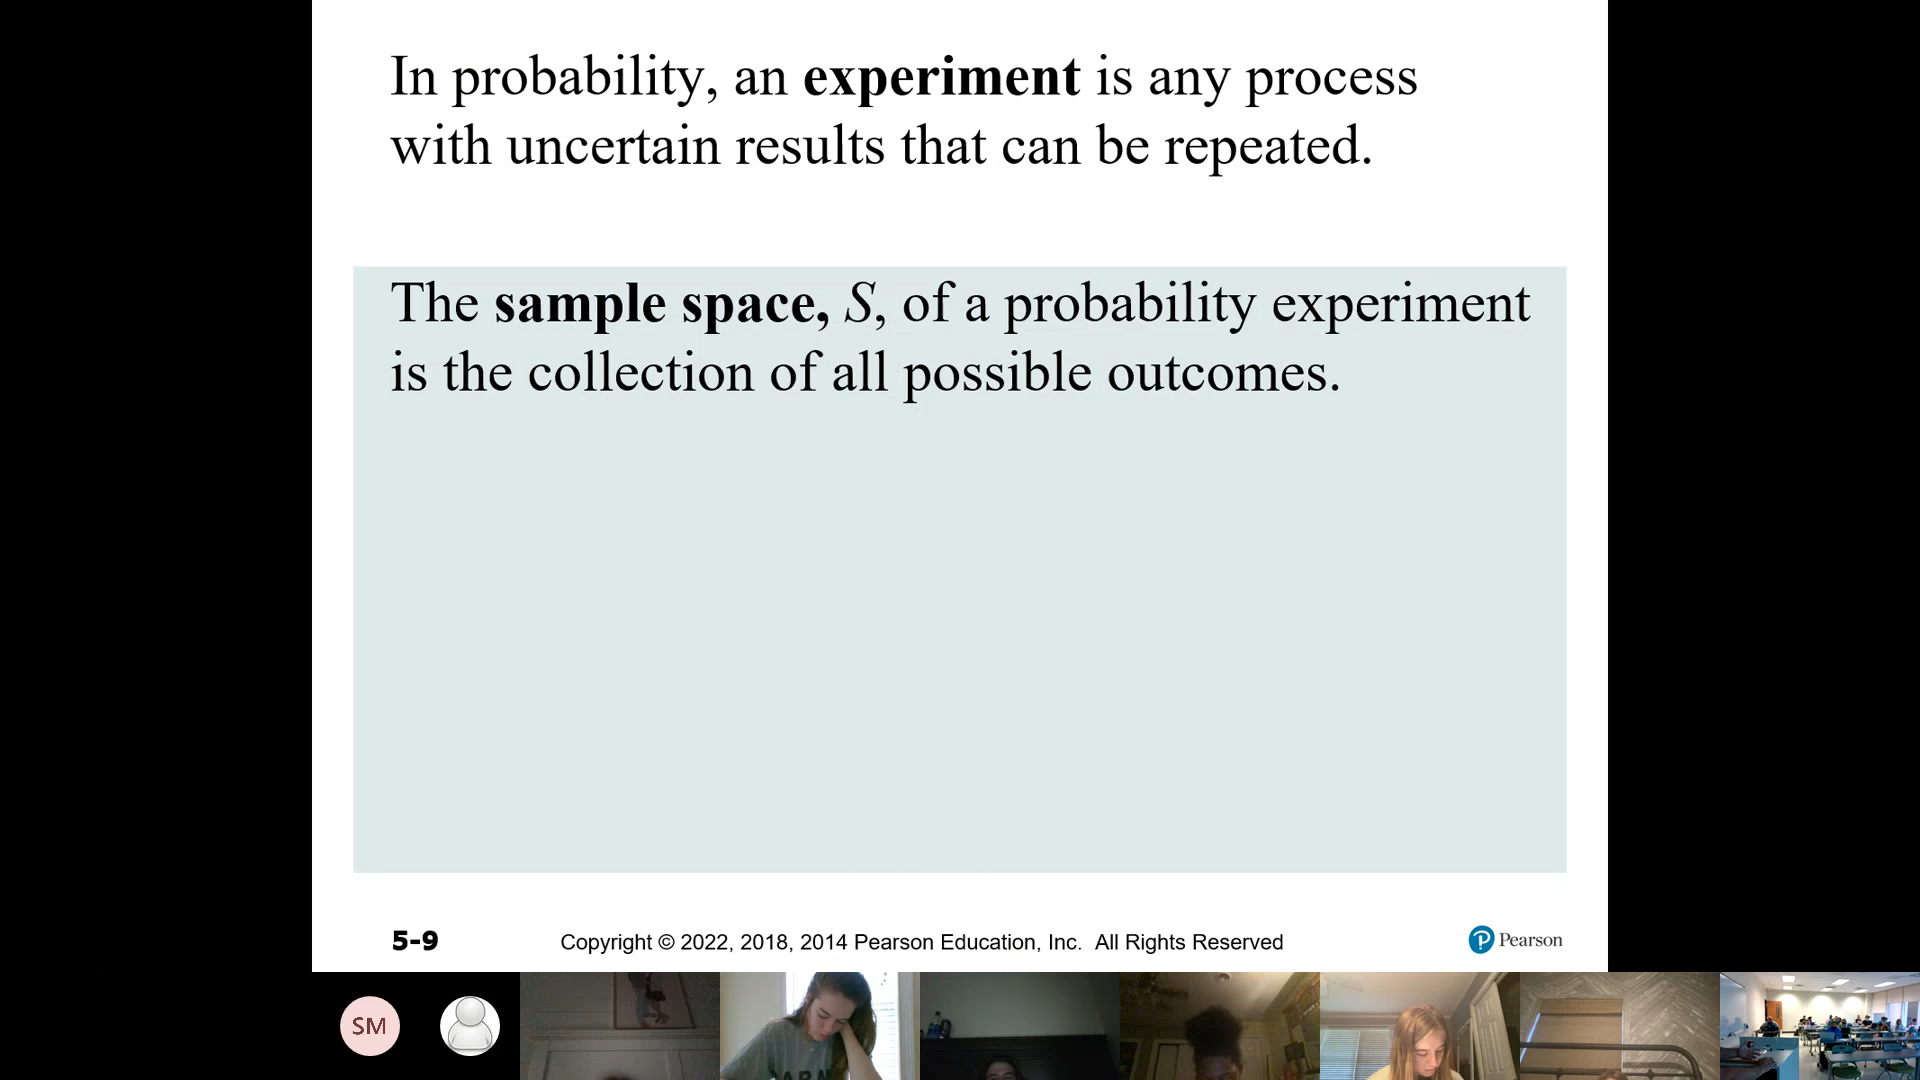 In probability, an experiment is any process
with uncertain results that can be repeated.
The sample space, S, of a probability experiment
is the collection of all possible outcomes.
5-9
Copyright © 2022, 2018, 2014 Pearson Education, Inc. All Rights Reserved
Pearson
SM